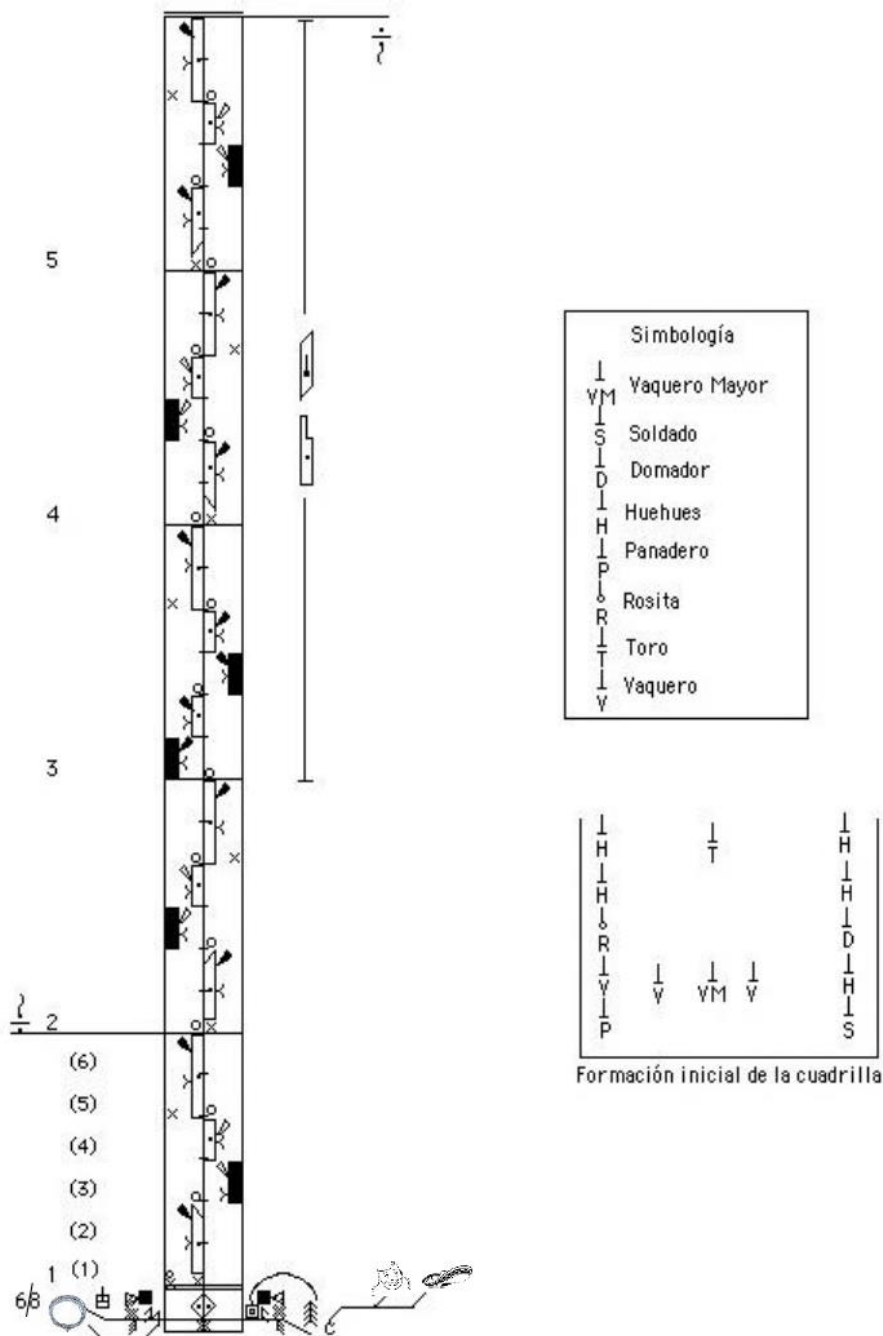 5
4
3
2
(6)
(5)
(4)
(3)
(2)
1 (1)
6/8
C
Simbología
VM Vaquero Mayor
S Soldado
D Domador
H Huehues
P Panadero
R Rosita
T Toro
V Vaquero
H T H
H H
R D
V V VM V H
P S
Formación inicial de la cuadrilla